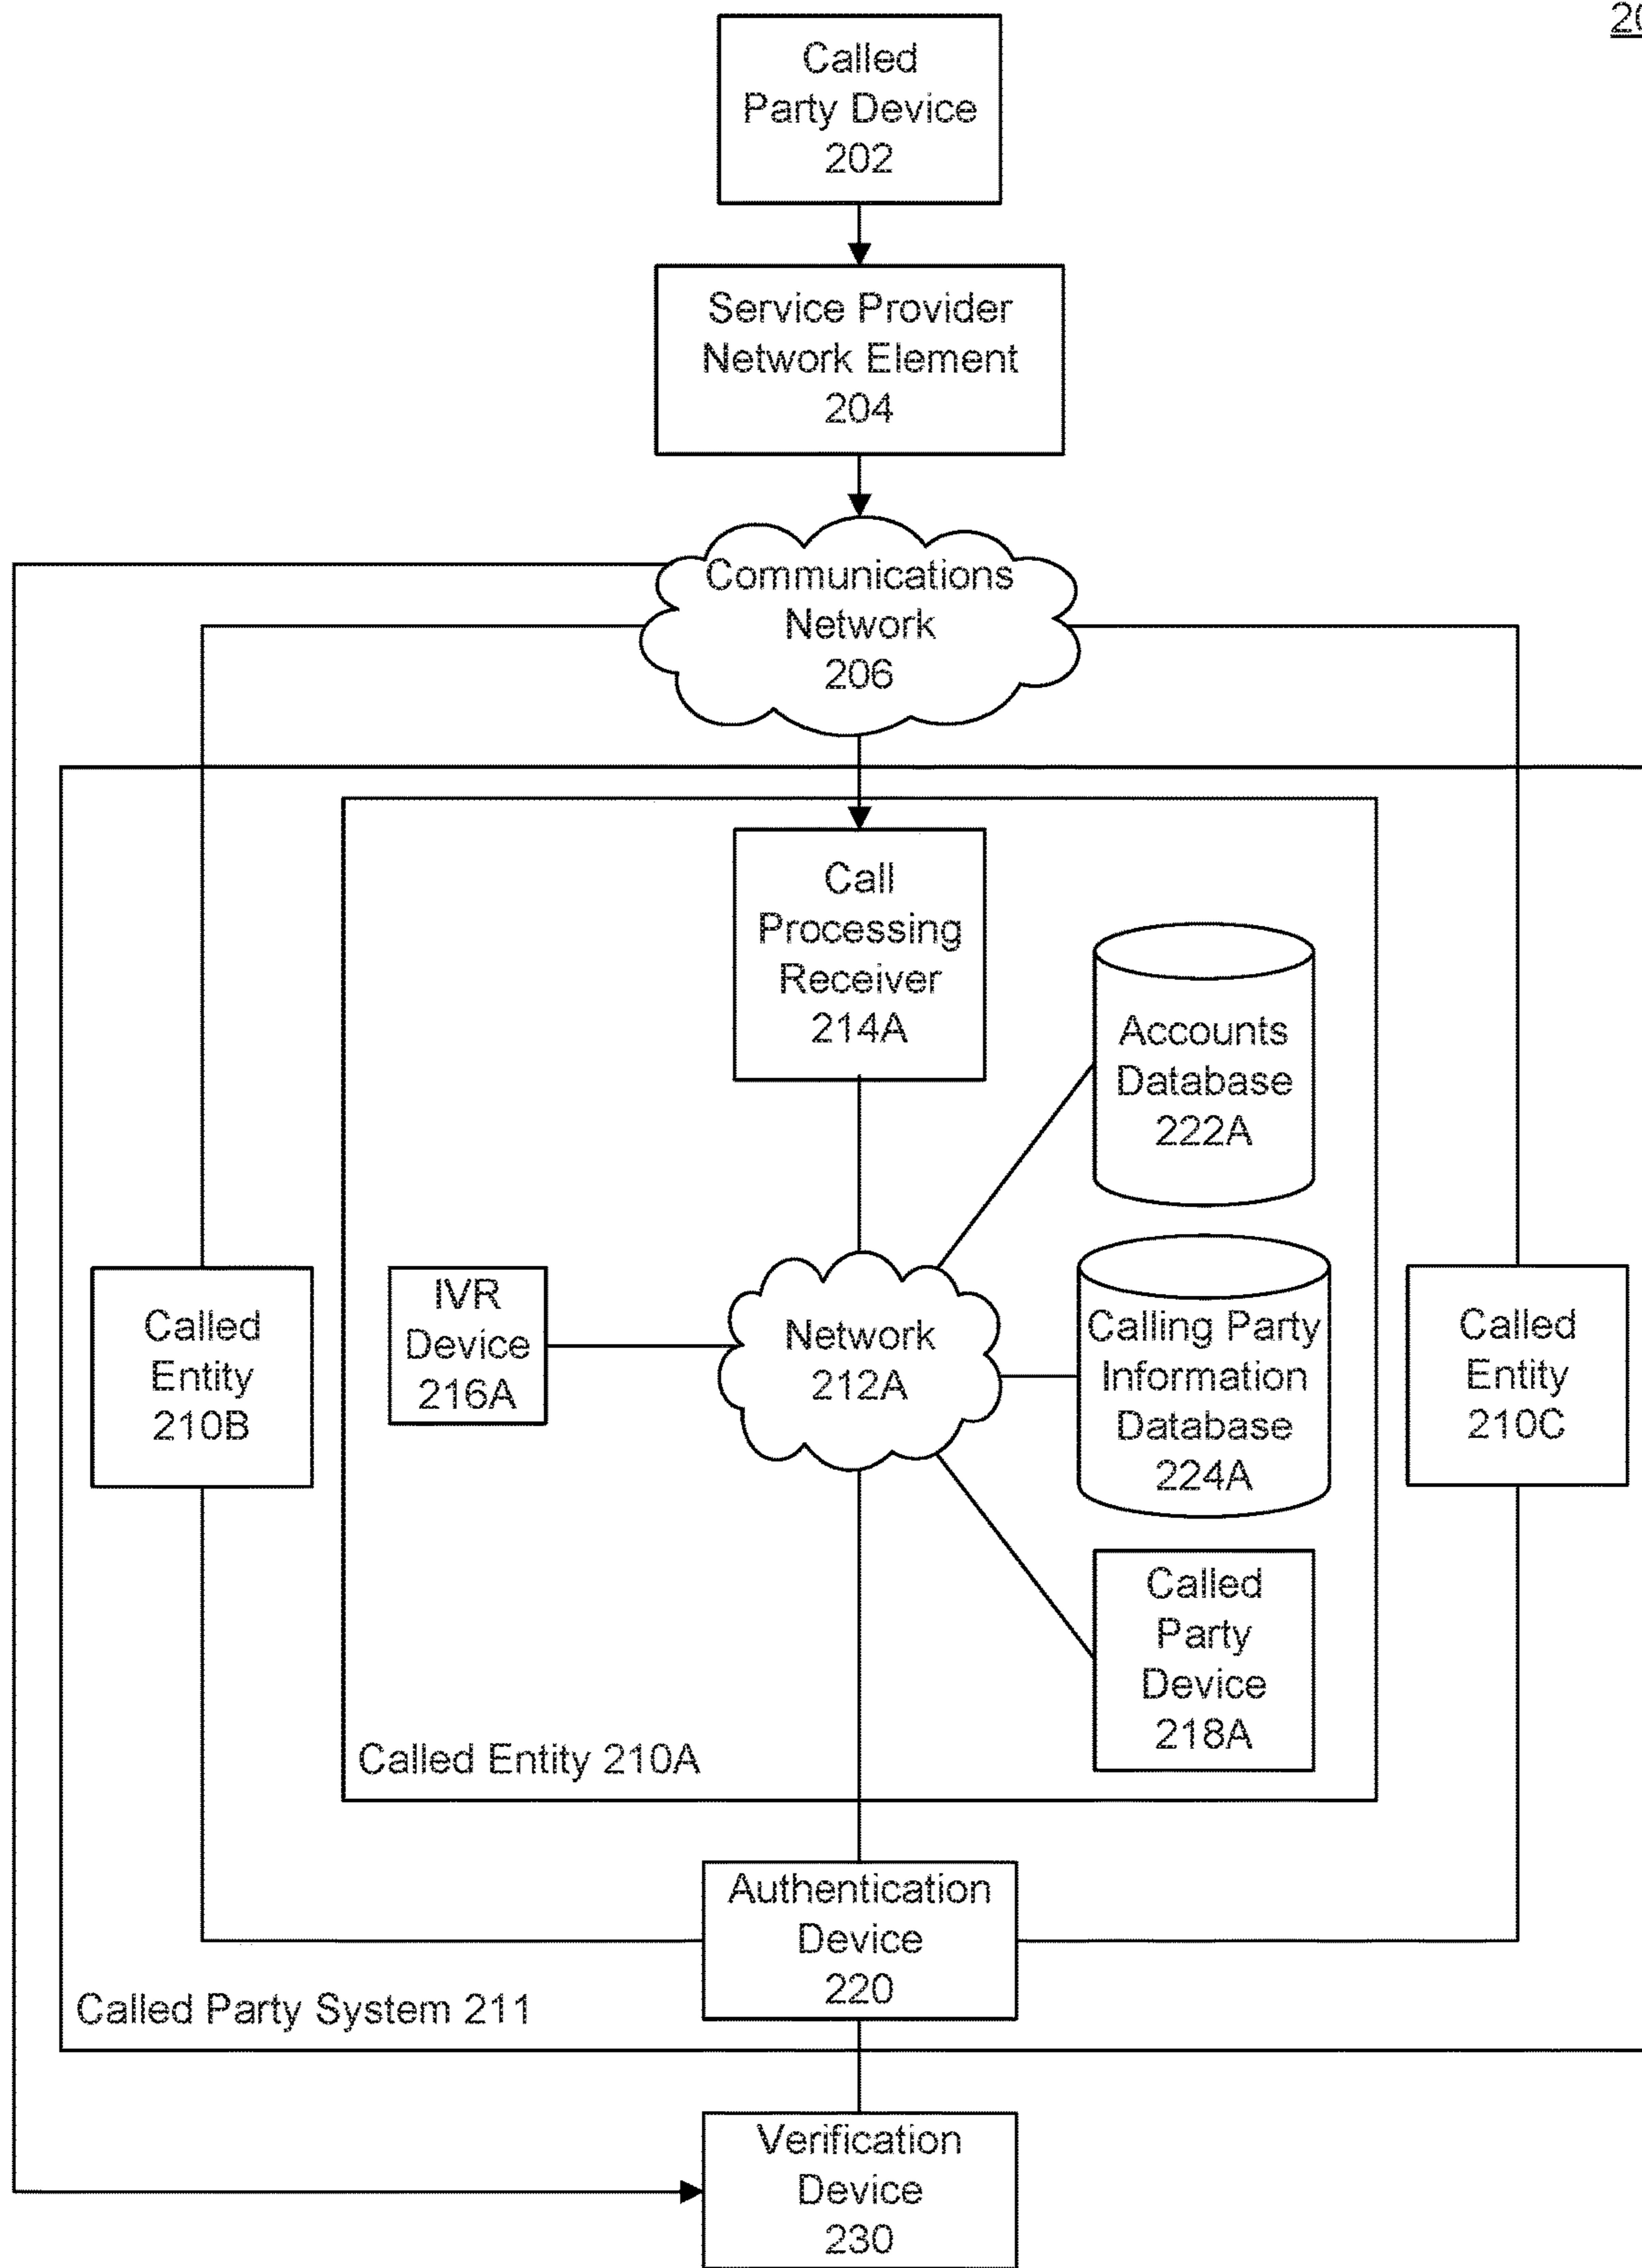 Called
Party Device
202
Service Provider
Network Element
204
Communications
Network
206
Call
Processing
Receiver
214A
Accounts
Database
222A
IVR
Device
216A
Network
212A
Calling Party
Information
Database
224A
Called
Entity
210B
Called
Entity
210C
Called
Party
Device
218A
Called Entity 210A
Authentication
Device
220
Called Party System 211
Verification
Device
230